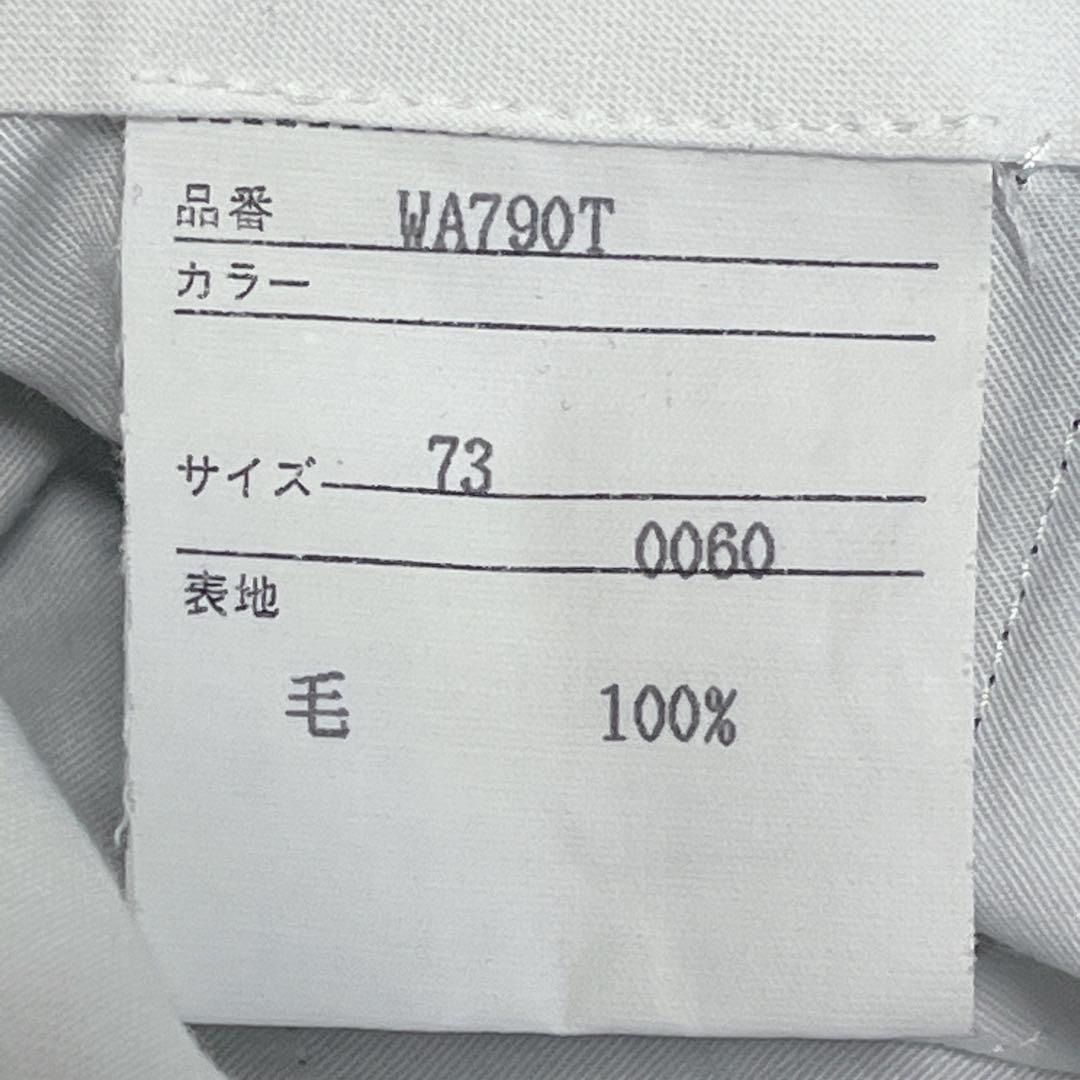 品番 WA790T
カラー
サイズ 73
0060
表地
毛 100%